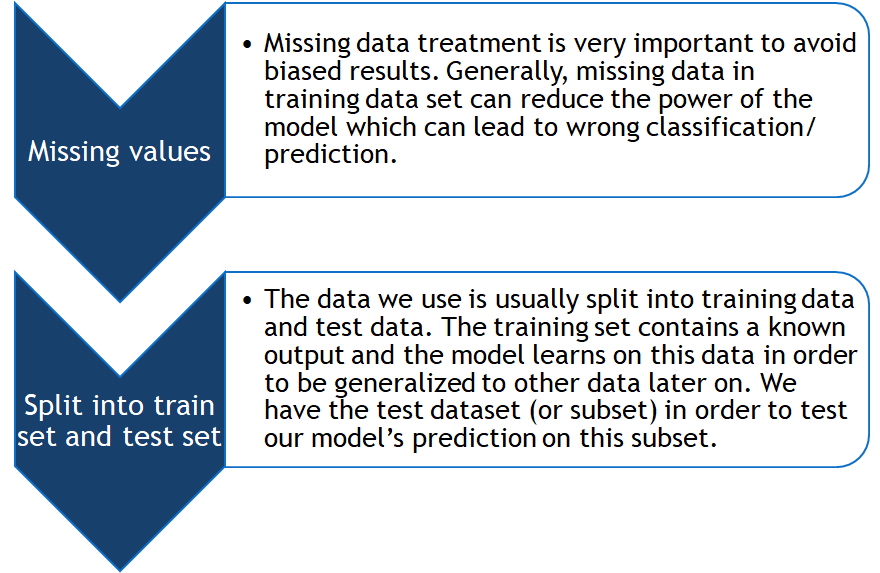 Missing values
• Missing data treatment is very important to avoid
biased results. Generally, missing data in
training data set can reduce the power of the
model which can lead to wrong classification/
prediction.
Split into train
set and test set
• The data we use is usually split into training data
and test data. The training set contains a known
output and the model learns on this data in order
to be generalized to other data later on. We
have the test dataset (or subset) in order to test
our model’s prediction on this subset.